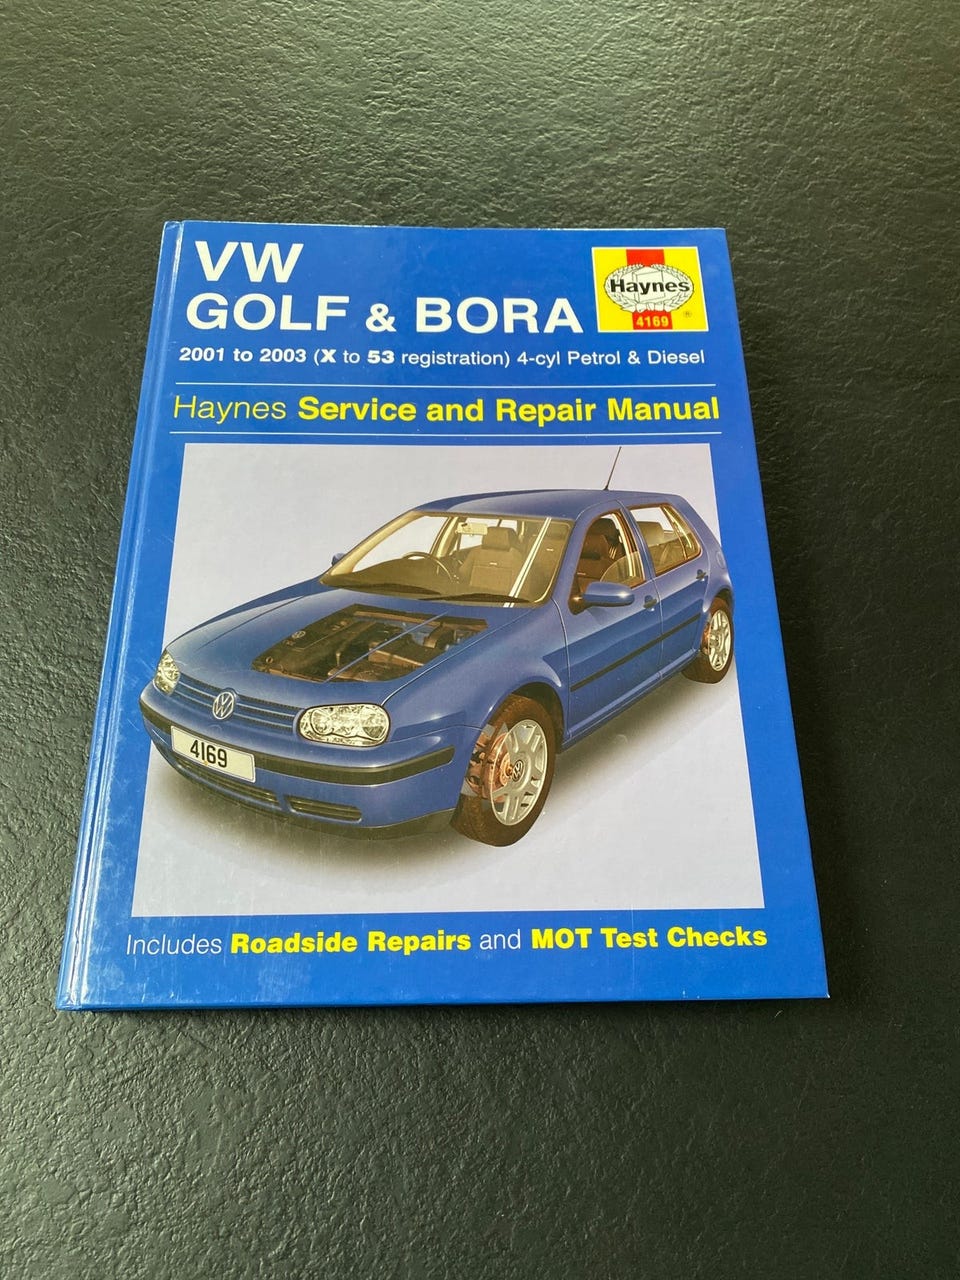 VW
GOLF & BORA
Haynes
4169
®
2001 to 2003 (X to 53 registration) 4-cyl Petrol & Diesel
Haynes Service and Repair Manual
4169
Includes Roadside Repairs and MOT Test Checks